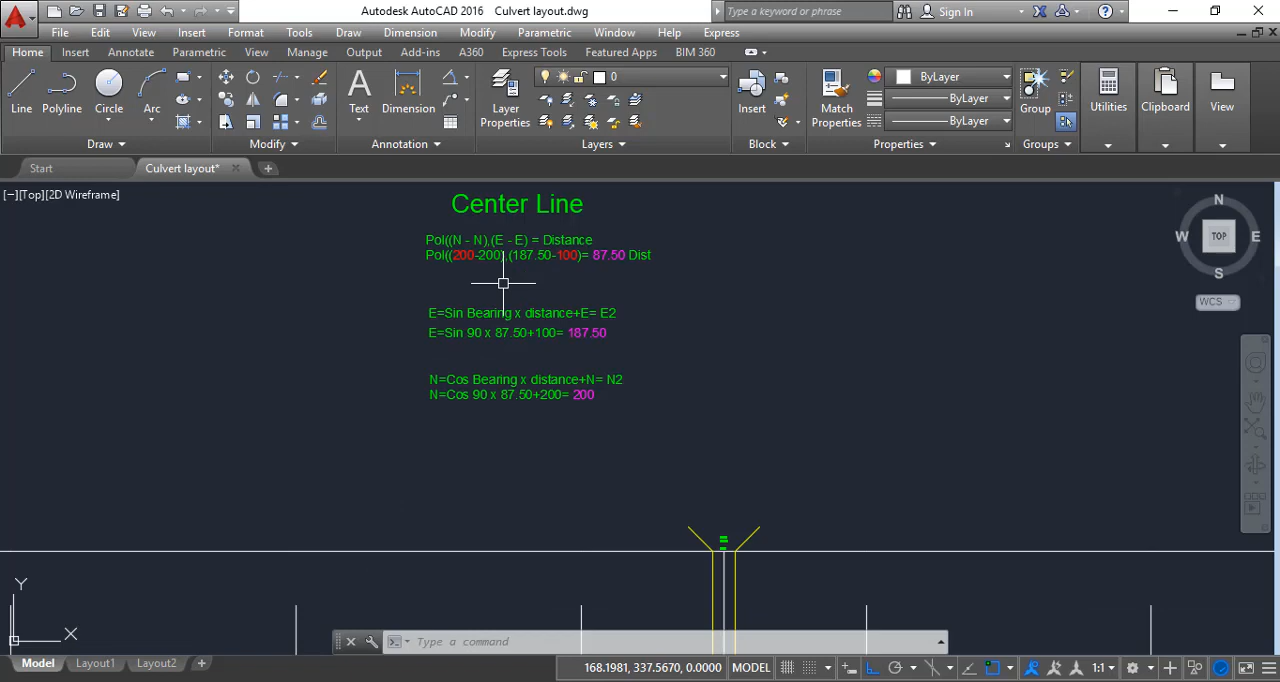 Autodesk AutoCAD 2016 Culvert layout.dwg
Type a keyword or phrase
Sign In
File Edit View Insert Format Tools Draw Dimension Modify Parametric Window Help Express
Home Insert Annotate Parametric View Manage Output Add-ins A360 Express Tools Featured Apps BIM 360
Line Polyline Circle Arc
Text Dimension
Layer Properties
0
Insert
Match Properties
ByLayer
ByLayer
ByLayer
Group
Utilities
Clipboard
View
Draw Modify Annotation Layers Block Properties Groups
Start Culvert layout*
[−][Top][2D Wireframe]
Center Line
Pol((N - N),(E - E) = Distance
Pol((200-200),(187.50-100)= 87.50 Dist
E=Sin Bearing x distance+E= E2
E=Sin 90 x 87.50+100= 187.50
N=Cos Bearing x distance+N= N2
N=Cos 90 x 87.50+200= 200
N
W TOP E
S
WCS
Y
X
Type a command
Model Layout1 Layout2
168.1981, 337.5670, 0.0000 MODEL 1:1